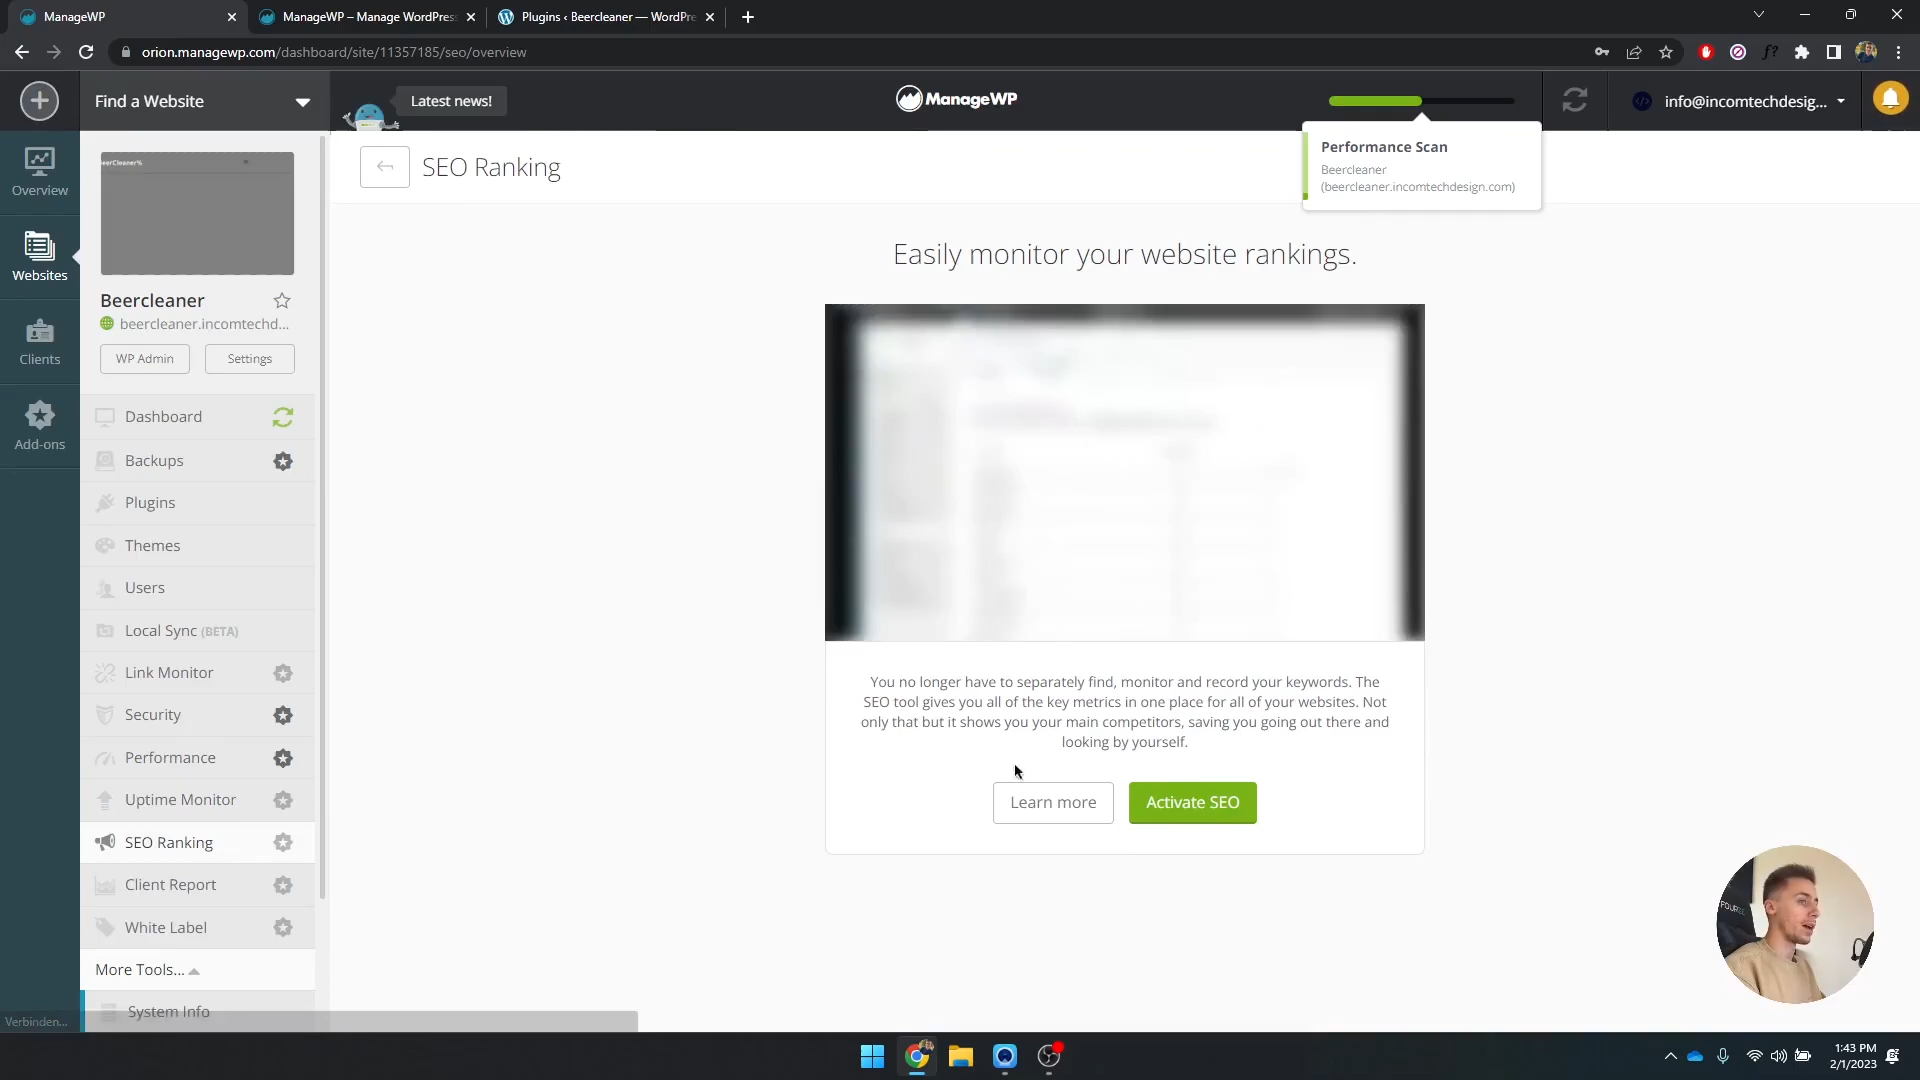 ManageWP
ManageWP – Manage WordPress
Plugins ‹ Beercleaner — WordPre
orion.managewp.com/dashboard/site/11357185/seo/overview
Find a Website
Latest news!
ManageWP
info@incomtechdesig...
Performance Scan
Beercleaner
(beercleaner.incomtechdesign.com)
SEO Ranking
Easily monitor your website rankings.
Overview
Websites
Clients
Add-ons
BeerCleaner%
Beercleaner
beercleaner.incomtechd...
WP Admin
Settings
Dashboard
Backups
Plugins
Themes
Users
Local Sync (BETA)
Link Monitor
Security
Performance
Uptime Monitor
SEO Ranking
Client Report
White Label
More Tools...
System Info
You no longer have to separately find, monitor and record your keywords. The
SEO tool gives you all of the key metrics in one place for all of your websites. Not
only that but it shows you your main competitors, saving you going out there and
looking by yourself.
Learn more
Activate SEO
Verbinden...
1:43 PM
2/1/2023